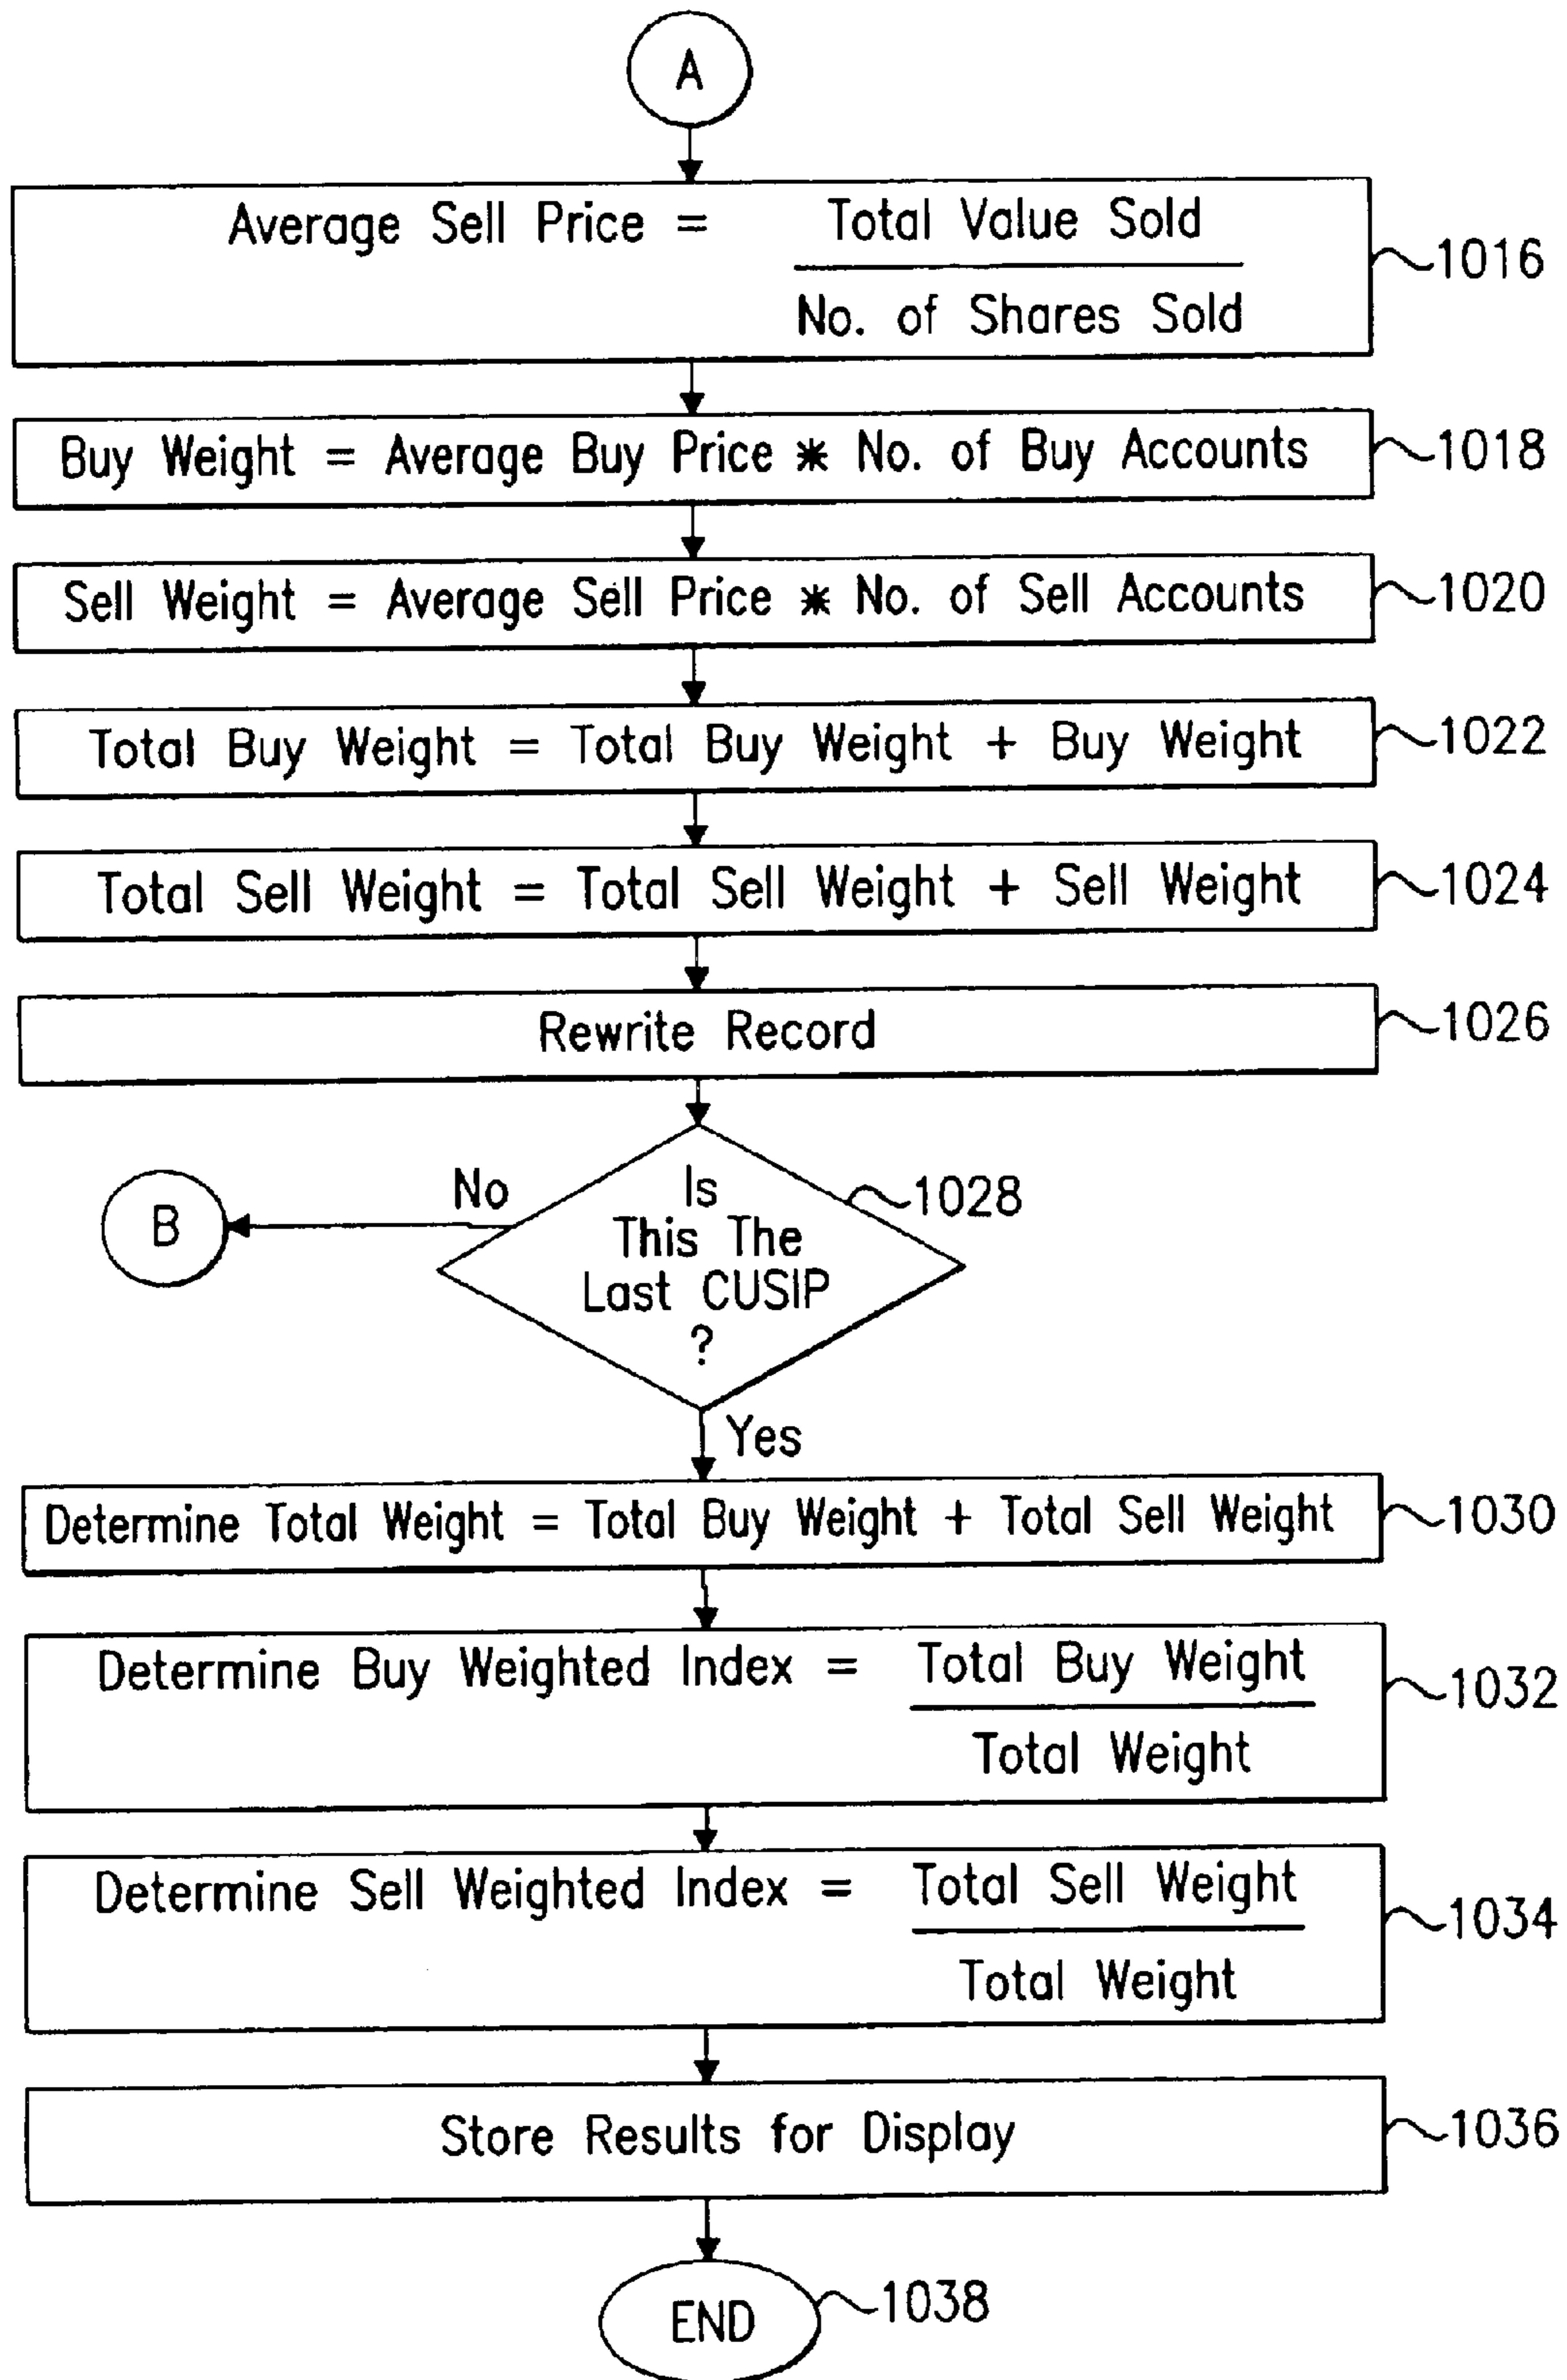 A
Average Sell Price = Total Value Sold
No. of Shares Sold
1016
Buy Weight = Average Buy Price * No. of Buy Accounts
1018
Sell Weight = Average Sell Price * No. of Sell Accounts
1020
Total Buy Weight = Total Buy Weight + Buy Weight
1022
Total Sell Weight = Total Sell Weight + Sell Weight
1024
Rewrite Record
1026
Is
This The
Last CUSIP
?
1028
No
B
Yes
Determine Total Weight = Total Buy Weight + Total Sell Weight
1030
Determine Buy Weighted Index = Total Buy Weight
Total Weight
1032
Determine Sell Weighted Index = Total Sell Weight
Total Weight
1034
Store Results for Display
1036
END
1038